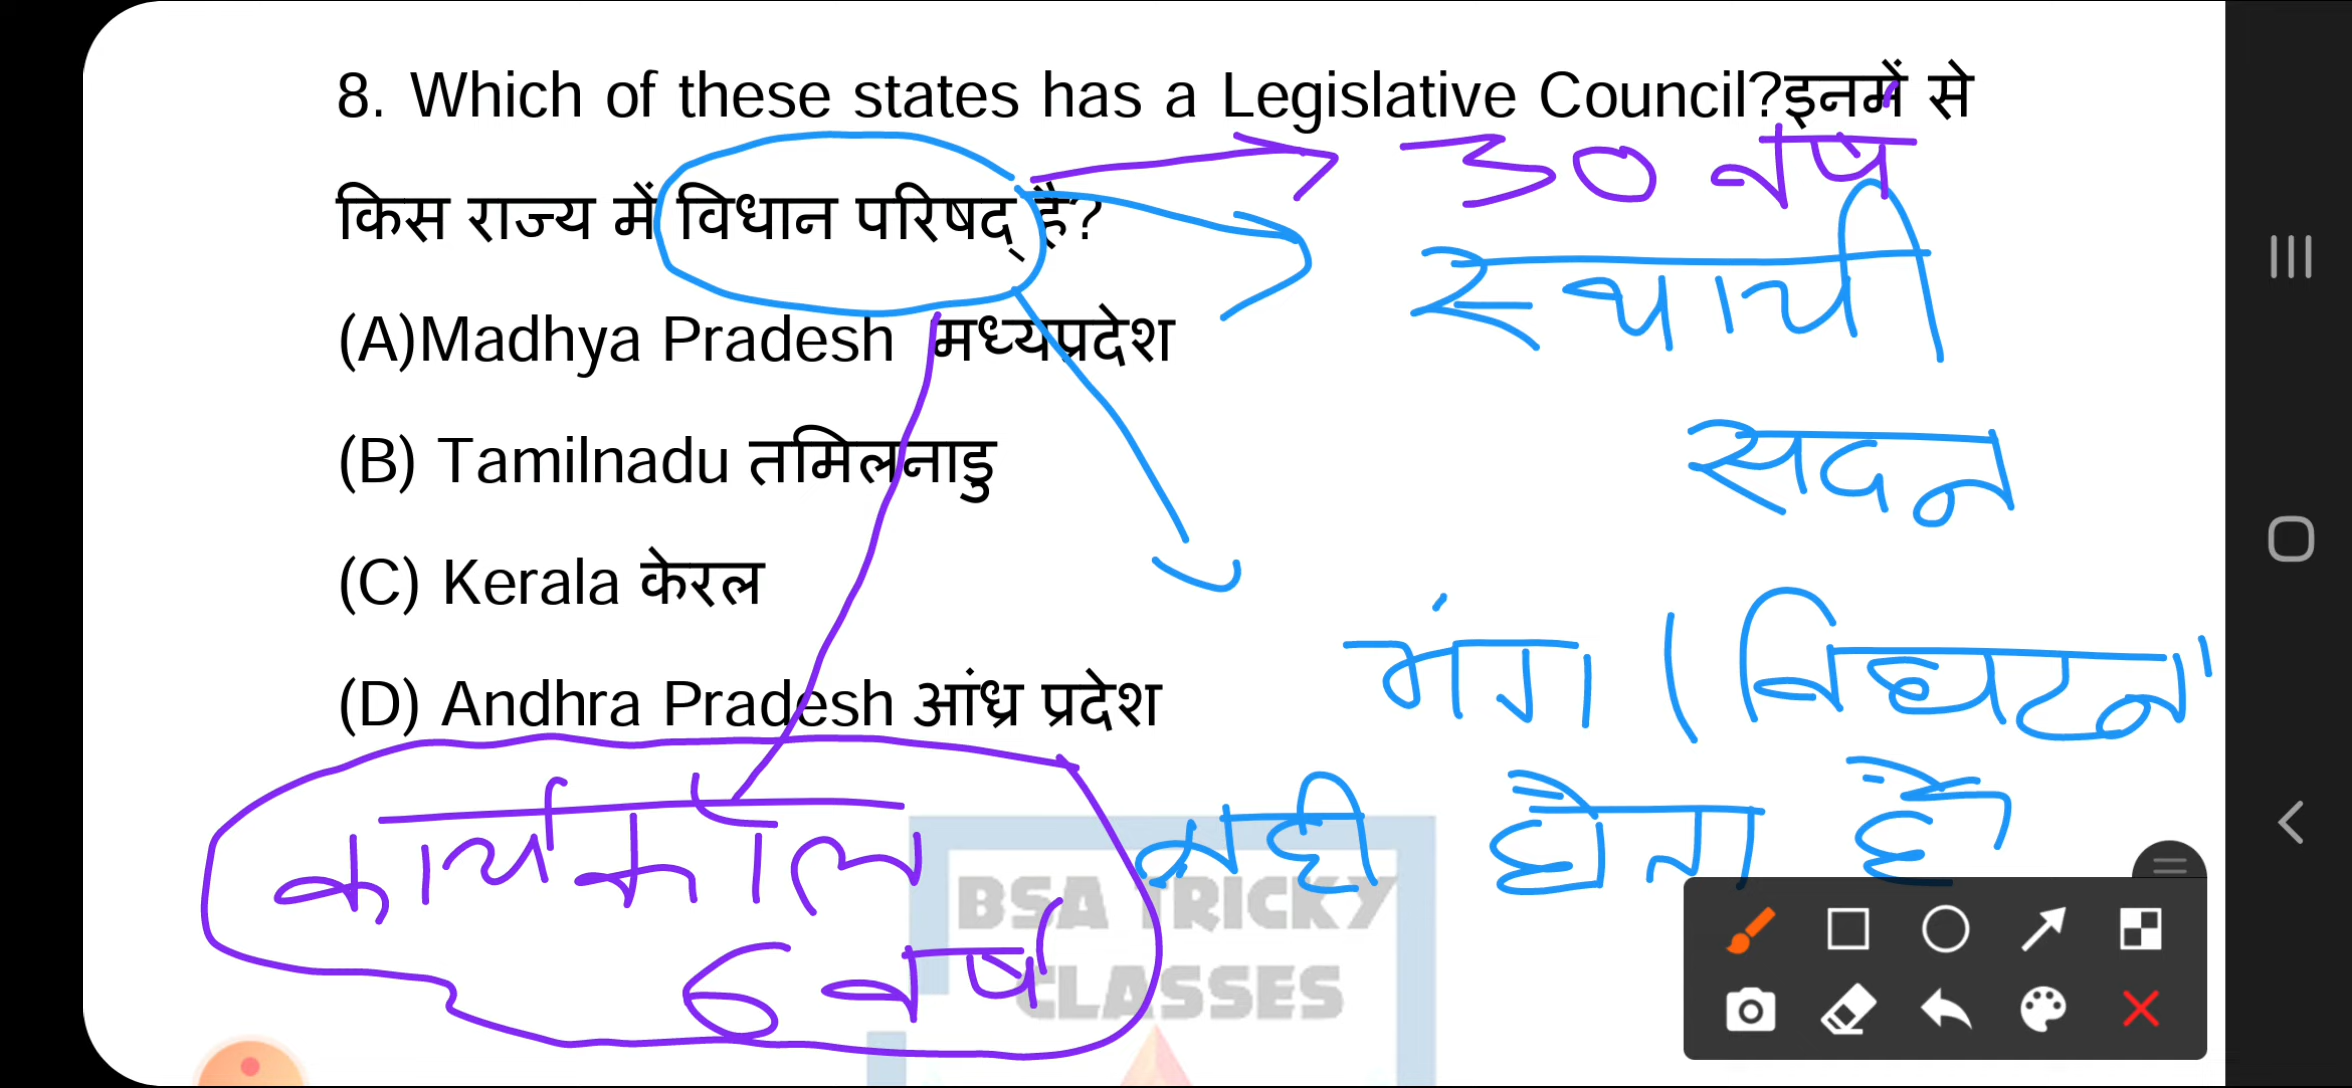 8. Which of these states has a Legislative Council?इनमें से
30 वर्ष
किस राज्य में विधान परिषद् है?
स्थायी
(A)Madhya Pradesh मध्यप्रदेश
(B) Tamilnadu तमिलनाडु
सदन
(C) Kerala केरल
(D) Andhra Pradesh आंध्र प्रदेश
भंग / विघटन
नही होता है
कार्यकाल
6 वर्ष
BSA TRICKY
CLASSES